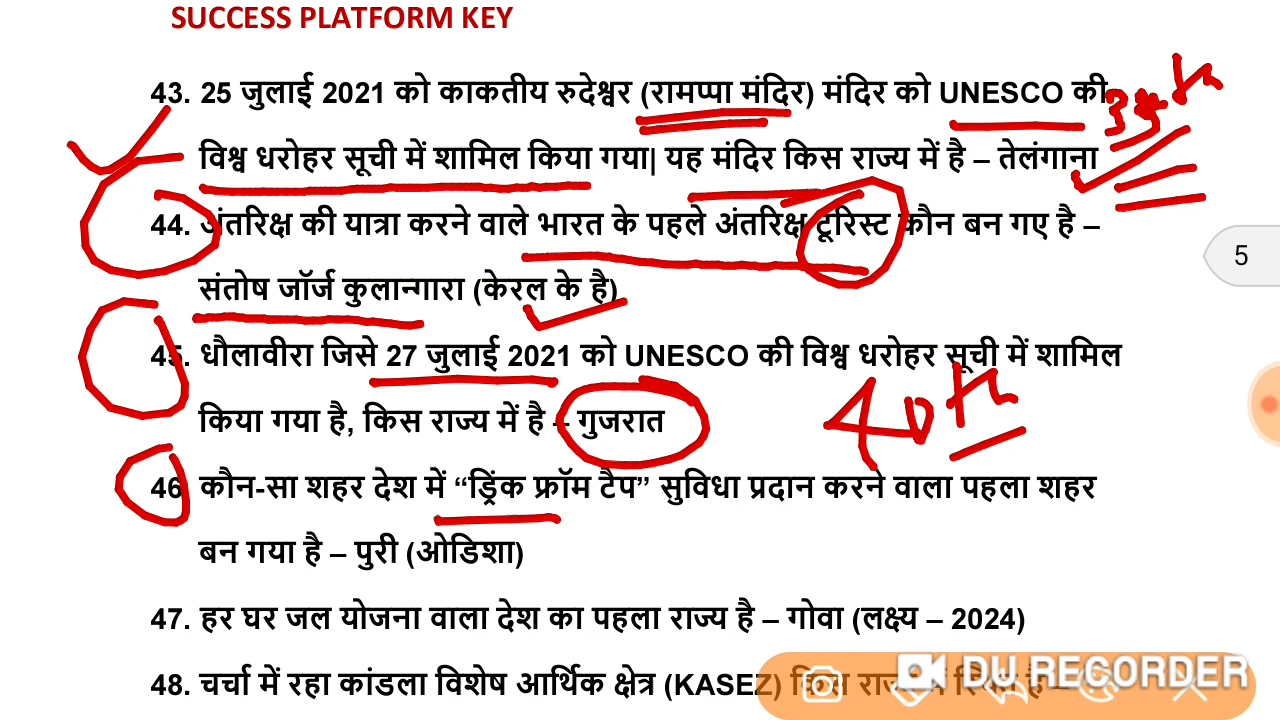 SUCCESS PLATFORM KEY
43. 25 जुलाई 2021 को काकतीय रुदेश्वर (रामप्पा मंदिर) मंदिर को UNESCO की
विश्व धरोहर सूची में शामिल किया गया| यह मंदिर किस राज्य में है – तेलंगाना
44. अंतरिक्ष की यात्रा करने वाले भारत के पहले अंतरिक्ष टूरिस्ट कौन बन गए है –
संतोष जॉर्ज कुलान्गारा (केरल के है)
5
45. धौलावीरा जिसे 27 जुलाई 2021 को UNESCO की विश्व धरोहर सूची में शामिल
किया गया है, किस राज्य में है – गुजरात
40th
46. कौन-सा शहर देश में “ड्रिंक फ्रॉम टैप” सुविधा प्रदान करने वाला पहला शहर
बन गया है – पुरी (ओडिशा)
47. हर घर जल योजना वाला देश का पहला राज्य है – गोवा (लक्ष्य – 2024)
48. चर्चा में रहा कांडला विशेष आर्थिक क्षेत्र (KASEZ) किस
DU RECORDER